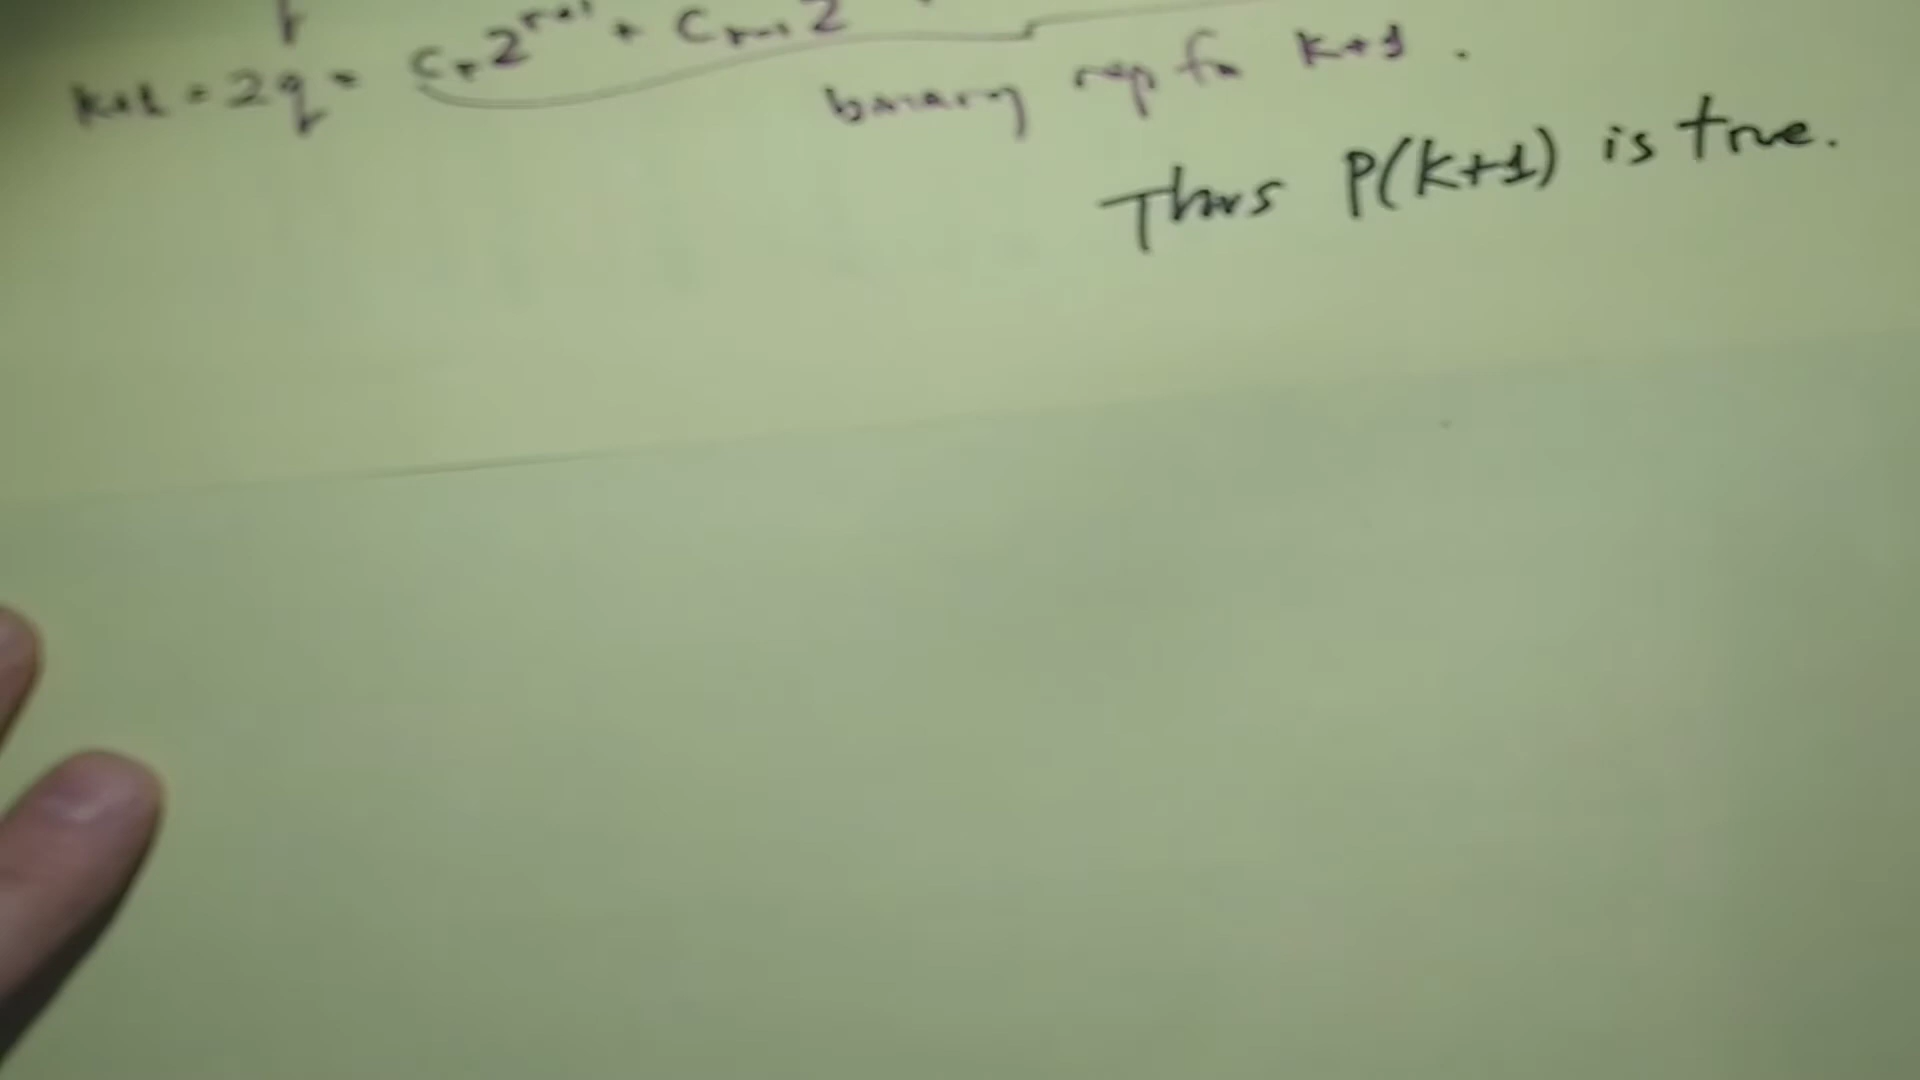 k+1 = 2q = c_r 2^{r+1} + c_{r-1} 2
binary rep for k+1.
Thus P(k+1) is true.